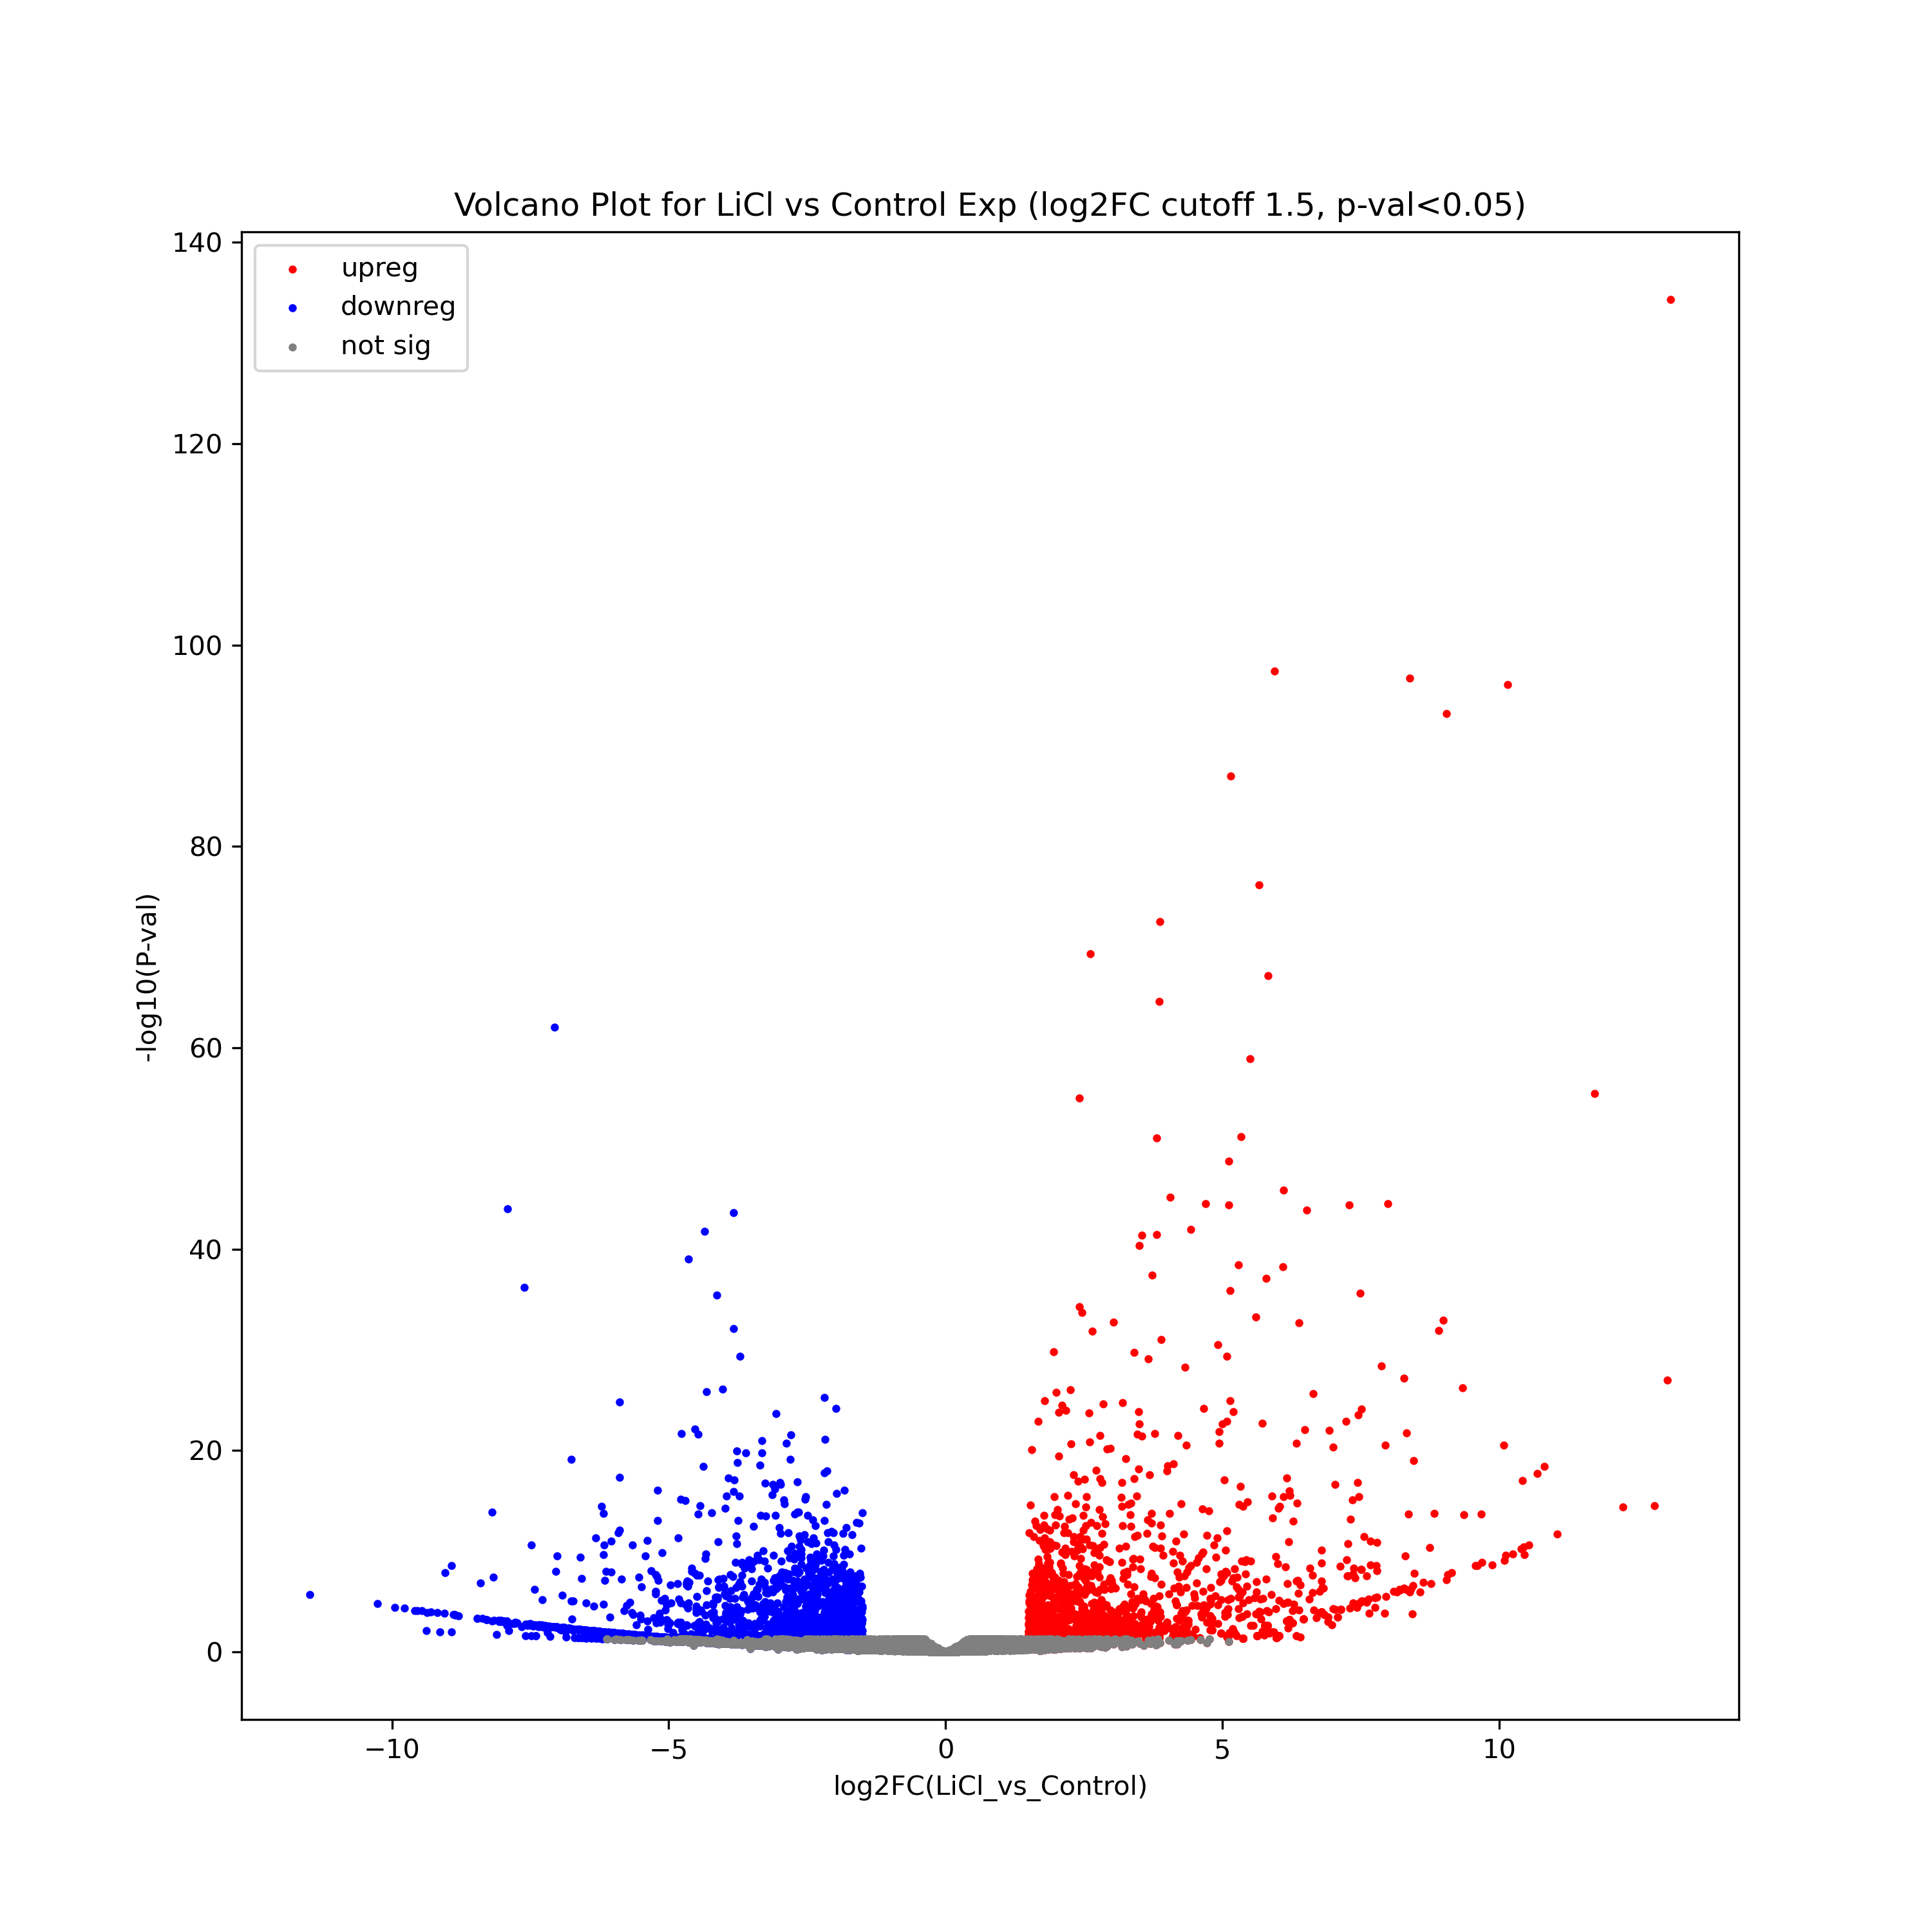 Volcano Plot for LiCl vs Control Exp (log2FC cutoff 1.5, p-val<0.05)
upreg
downreg
not sig
140
120
100
80
60
40
20
0
-log10(P-val)
−10
−5
0
5
10
log2FC(LiCl_vs_Control)